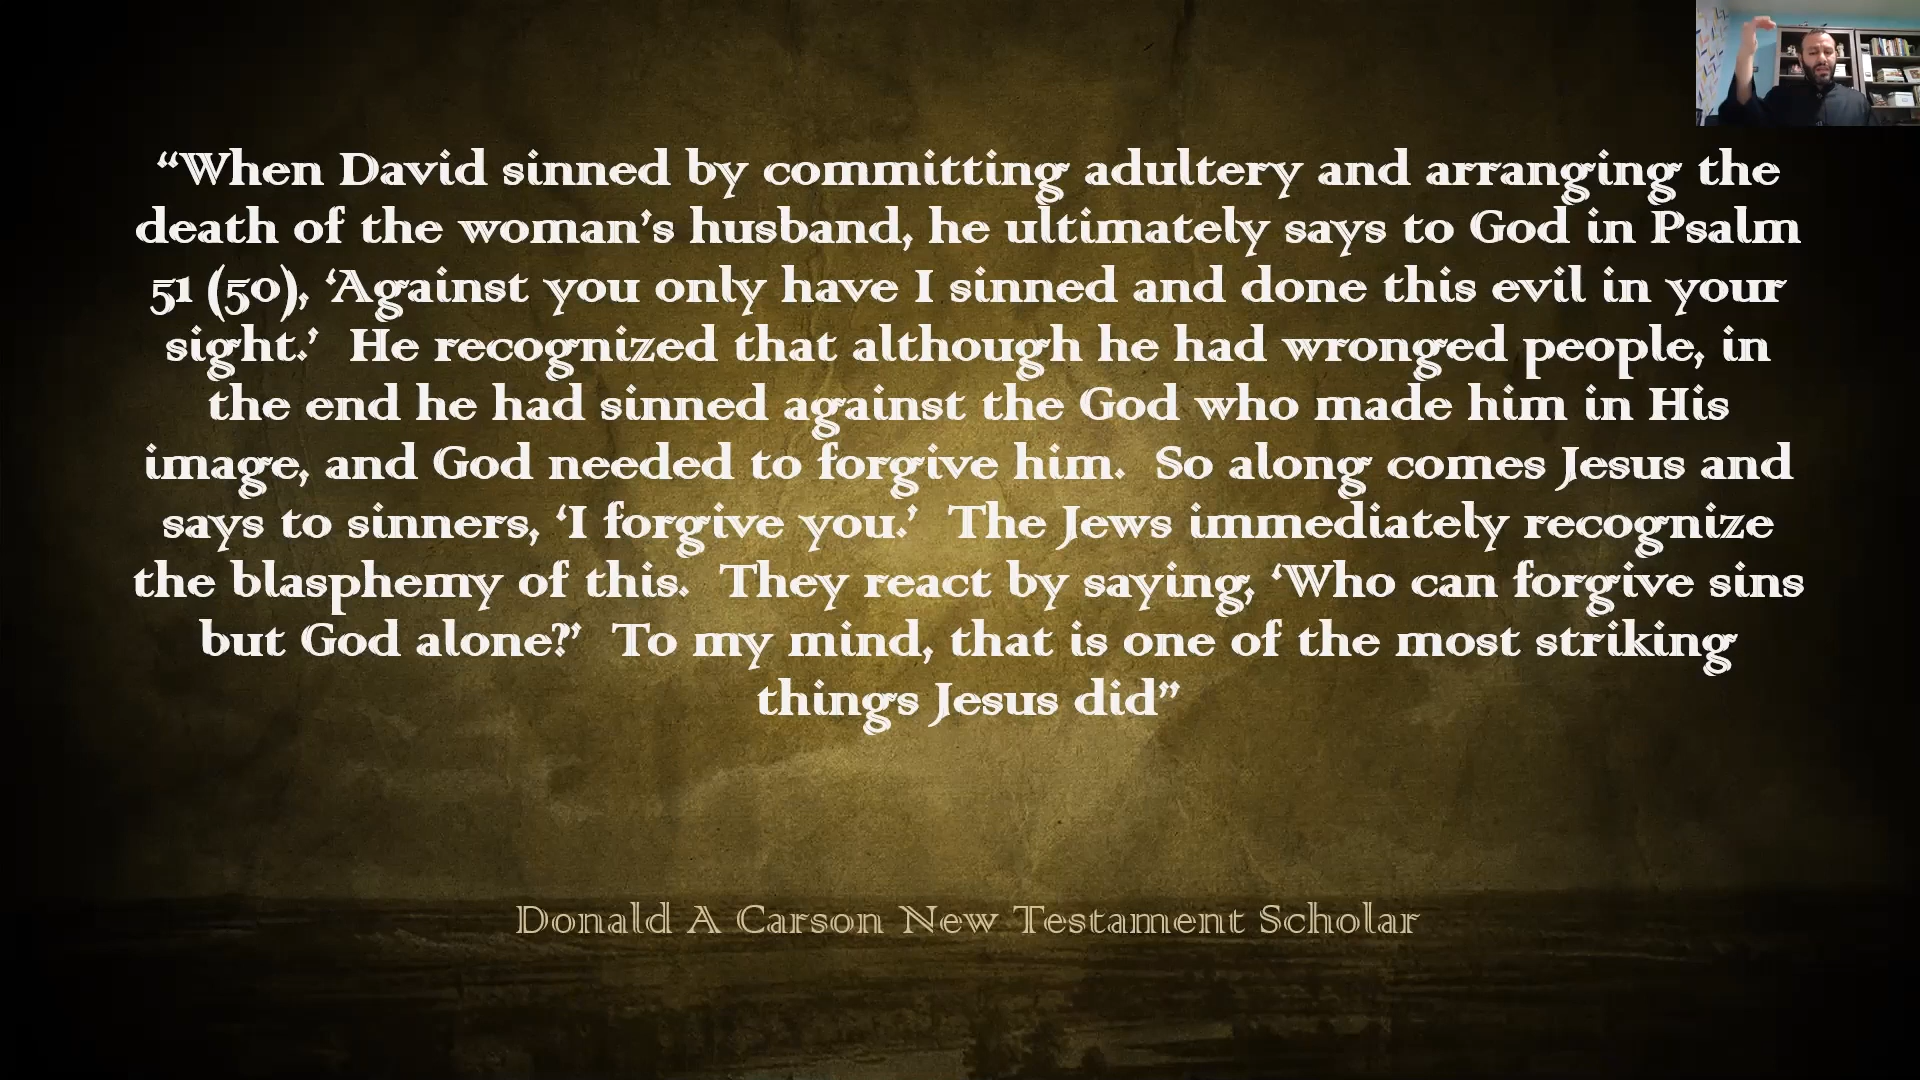 “When David sinned by committing adultery and arranging the
death of the woman’s husband, he ultimately says to God in Psalm
51 (50), ‘Against you only have I sinned and done this evil in your
sight.’  He recognized that although he had wronged people, in
the end he had sinned against the God who made him in His
image, and God needed to forgive him.  So along comes Jesus and
says to sinners, ‘I forgive you.’  The Jews immediately recognize
the blasphemy of this.  They react by saying, ‘Who can forgive sins
but God alone?’  To my mind, that is one of the most striking
things Jesus did”
Donald A Carson New Testament Scholar